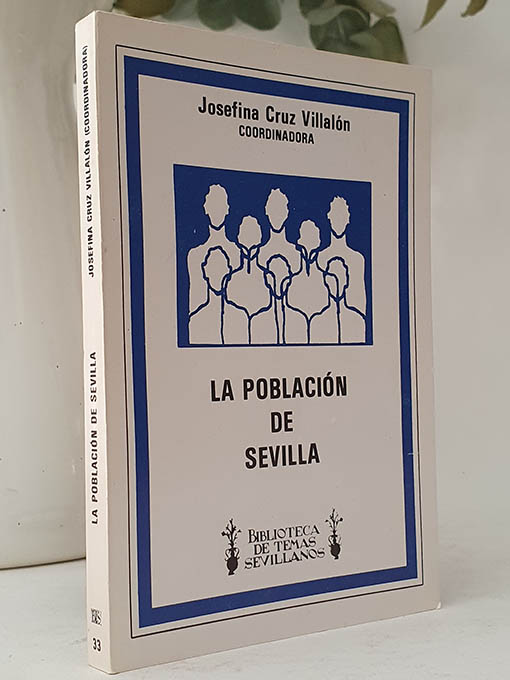 Josefina Cruz Villalón
COORDINADORA
LA POBLACIÓN
DE
SEVILLA
BIBLIOTECA
DE TEMAS
SEVILLANOS
JOSEFINA CRUZ VILLALÓN (COORDINADORA)
LA POBLACIÓN DE SEVILLA
33